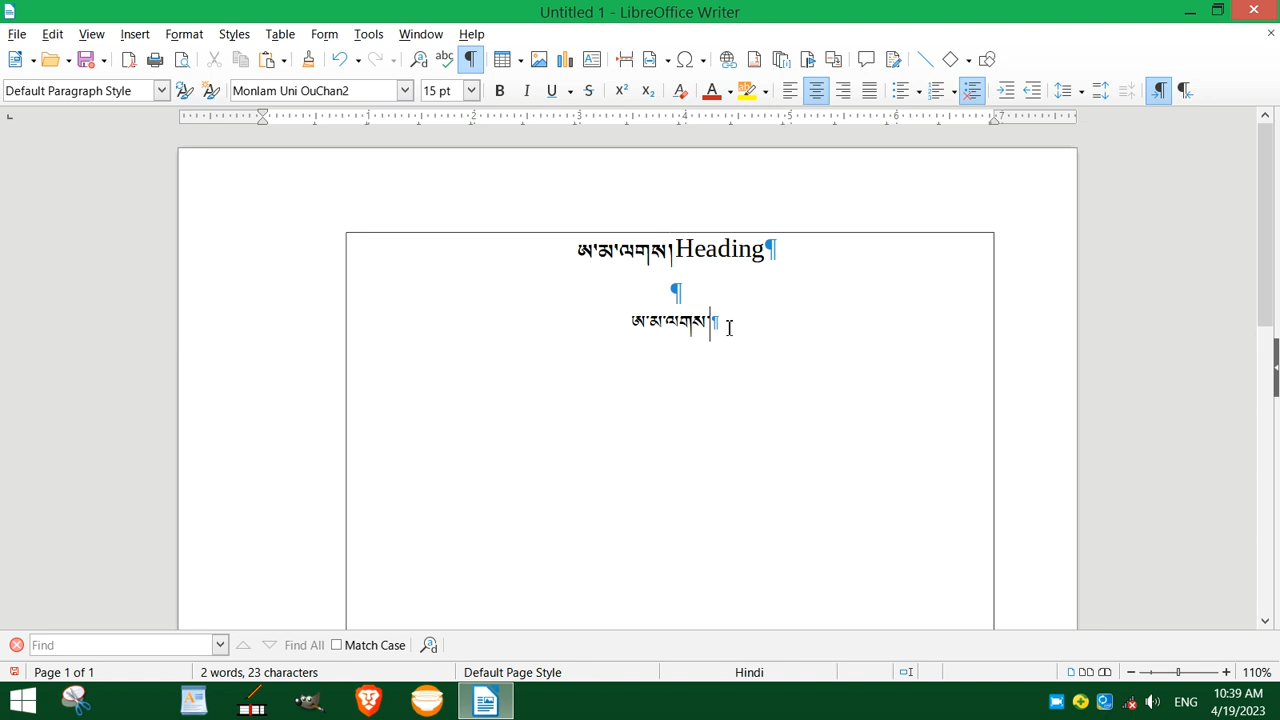 Untitled 1 - LibreOffice Writer
File Edit View Insert Format Styles Table Form Tools Window Help
Default Paragraph Style Monlam Uni OuChan2 15 pt
ཨ་མ་ལགས།Heading¶
¶
ཨ་མ་ལགས་¶
Find Find All Match Case
Page 1 of 1 2 words, 23 characters Default Page Style Hindi 110%
ENG 10:39 AM
4/19/2023